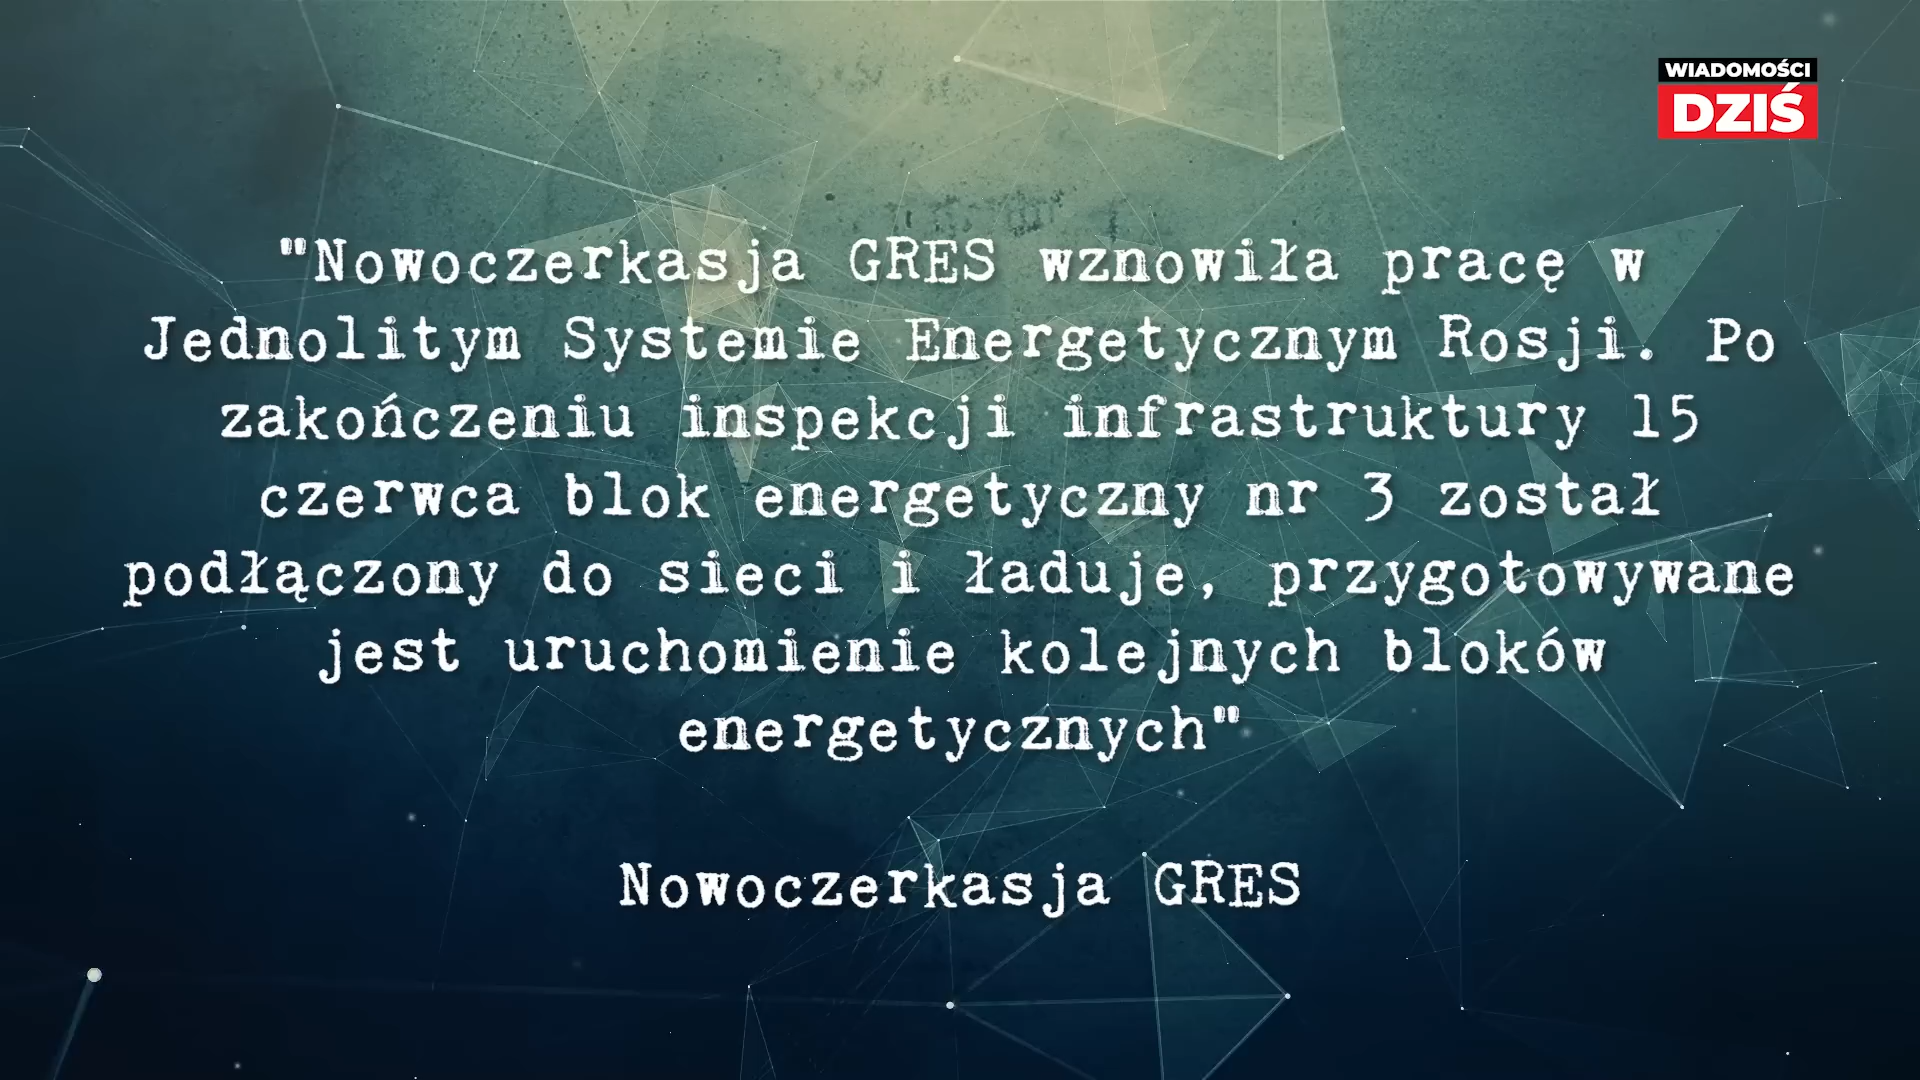 WIADOMOŚCI
DZIŚ
"Nowoczerkasja GRES wznowiła pracę w
Jednolitym Systemie Energetycznym Rosji. Po
zakończeniu inspekcji infrastruktury 15
czerwca blok energetyczny nr 3 został
podłączony do sieci i ładuje, przygotowywane
jest uruchomienie kolejnych bloków
energetycznych"
Nowoczerkasja GRES